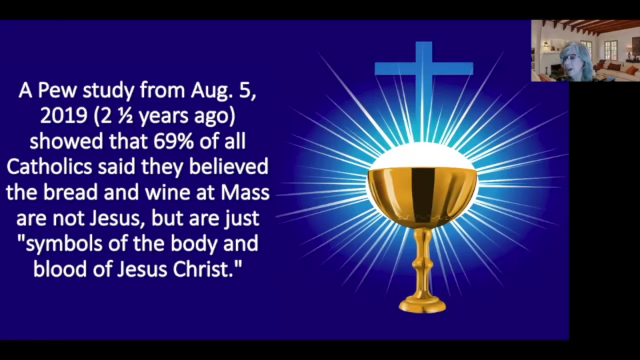 A Pew study from Aug. 5,
2019 (2 ½ years ago)
showed that 69% of all
Catholics said they believed
the bread and wine at Mass
are not Jesus, but are just
"symbols of the body and
blood of Jesus Christ."